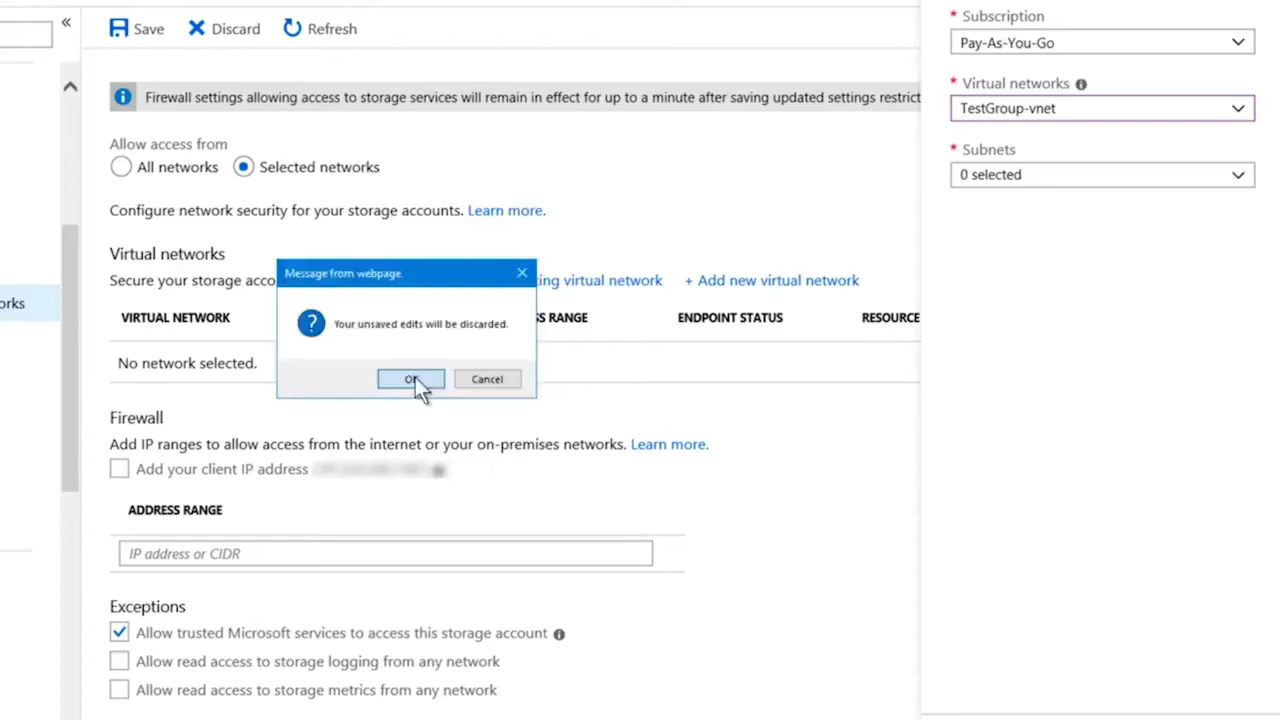 «
Save Discard Refresh
Firewall settings allowing access to storage services will remain in effect for up to a minute after saving updated settings restrict
Allow access from
All networks Selected networks
Configure network security for your storage accounts. Learn more.
Virtual networks
Secure your storage acco ing virtual network + Add new virtual network
VIRTUAL NETWORK S RANGE ENDPOINT STATUS RESOURCE
No network selected.
Message from webpage
Your unsaved edits will be discarded.
OK Cancel
Firewall
Add IP ranges to allow access from the internet or your on-premises networks. Learn more.
Add your client IP address
ADDRESS RANGE
IP address or CIDR
Exceptions
Allow trusted Microsoft services to access this storage account
Allow read access to storage logging from any network
Allow read access to storage metrics from any network
orks
* Subscription
Pay-As-You-Go
* Virtual networks
TestGroup-vnet
* Subnets
0 selected